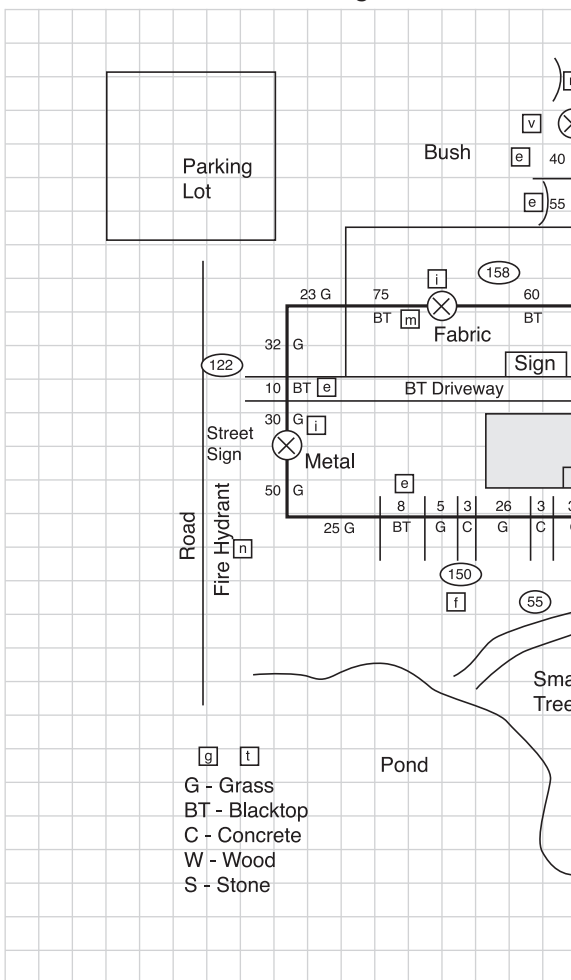 v
Bush
e
40
Parking
Lot
e
55
i
158
23 G
75
60
BT
m
BT
Fabric
32
G
122
Sign
10
BT
e
BT Driveway
30
G
i
Street
Sign
Metal
e
50
G
8
5
3
26
3
25 G
BT
G
C
G
C
Road
Fire Hydrant
n
150
f
55
Sma
Tree
g
t
Pond
G - Grass
BT - Blacktop
C - Concrete
W - Wood
S - Stone